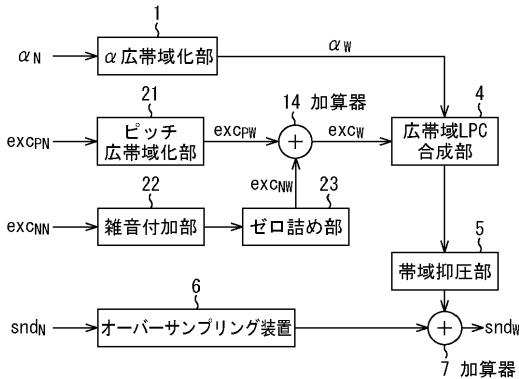 1
αN
α広帯域化部
αW
21
14 加算器
4
excPN
ピッチ
広帯域化部
excPW
excW
広帯域LPC
合成部
22
excNW
23
excNN
雑音付加部
ゼロ詰め部
5
帯域抑圧部
6
sndN
オーバーサンプリング装置
sndW
7 加算器